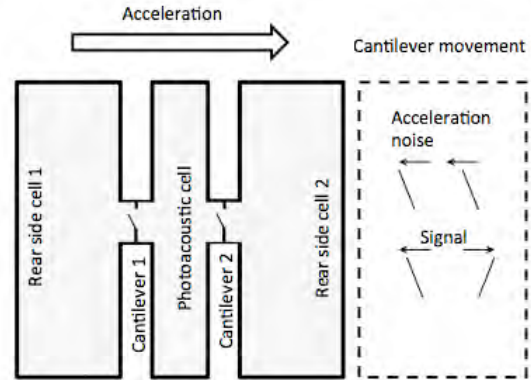 Acceleration
Cantilever movement
Rear side cell 1
Cantilever 1
Photoacoustic cell
Cantilever 2
Rear side cell 2
Acceleration
noise
Signal